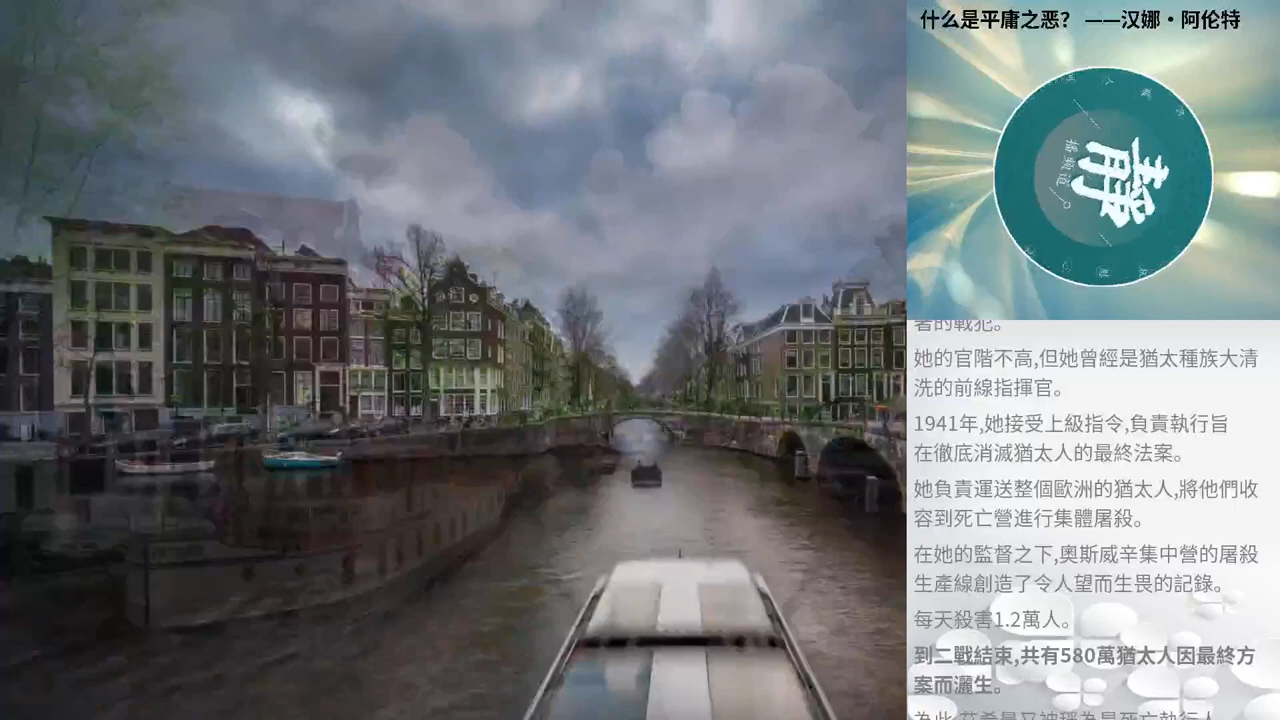 什么是平庸之恶? ——汉娜·阿伦特
靜
播頻道
署的戰犯。
她的官階不高,但她曾經是猶太種族大清
洗的前線指揮官。
1941年,她接受上級指令,負責執行旨
在徹底消滅猶太人的最終法案。
她負責運送整個歐洲的猶太人,將他們收
容到死亡營進行集體屠殺。
在她的監督之下,奧斯威辛集中營的屠殺
生產線創造了令人望而生畏的記錄。
每天殺害1.2萬人。
到二戰結束,共有580萬猶太人因最終方
案而灑生。